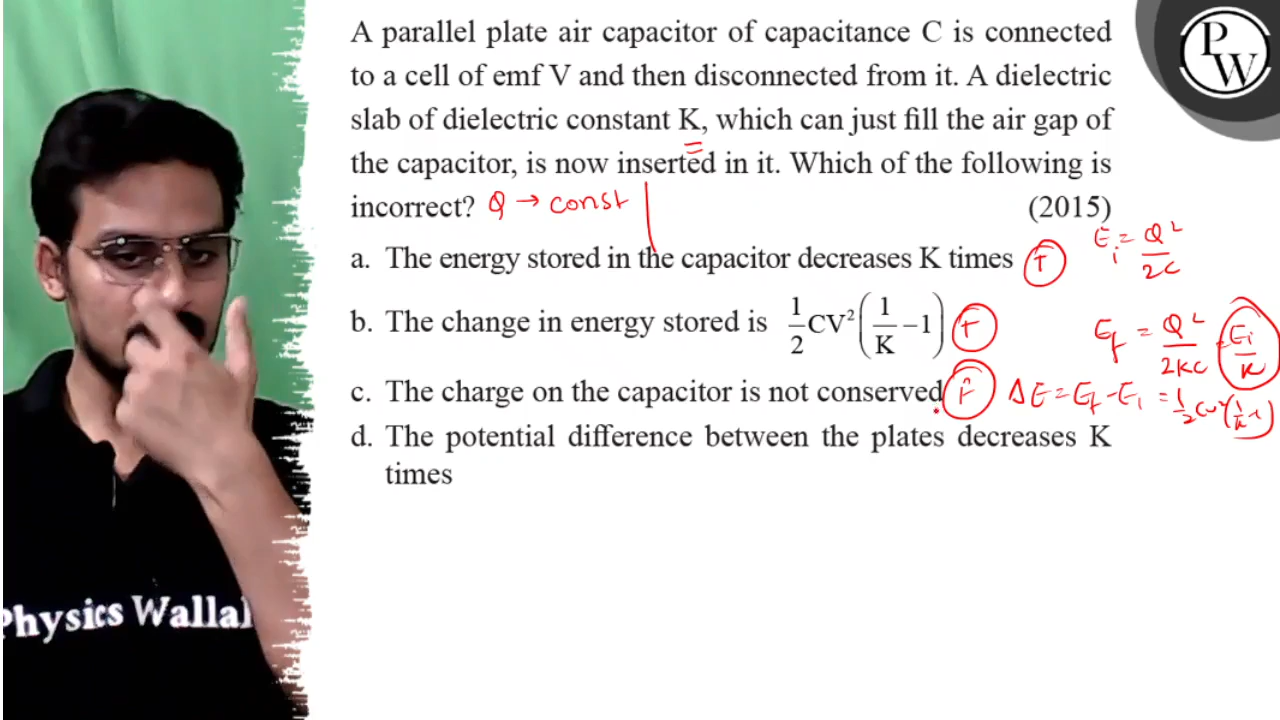 A parallel plate air capacitor of capacitance C is connected
to a cell of emf V and then disconnected from it. A dielectric
slab of dielectric constant K, which can just fill the air gap of
the capacitor, is now inserted in it. Which of the following is
incorrect? Q → const (2015)
a. The energy stored in the capacitor decreases K times T
E_i = Q²/2C
b. The change in energy stored is 1/2 CV² (1/K − 1) T
E_f = Q²/2KC = E_i/K
c. The charge on the capacitor is not conserved F ΔE = E_f − E_i = 1/2 CV² (1/K − 1)
d. The potential difference between the plates decreases K
times
PW
Physics Wallal